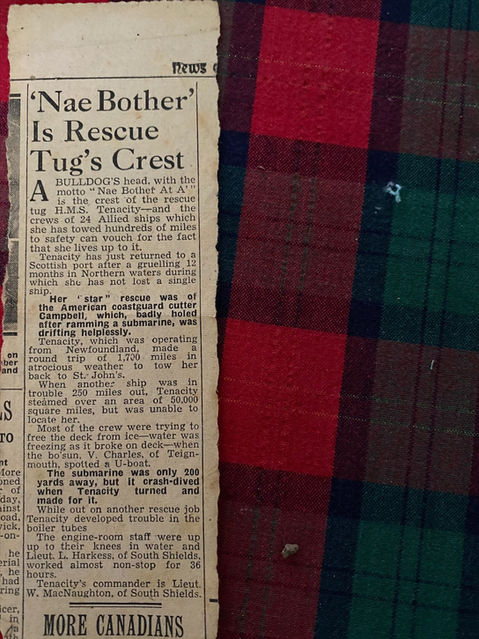 News
'Nae Bother'
Is Rescue
Tug's Crest
A BULLDOG'S head, with the
motto "Nae Bother At A'"
is the crest of the rescue
tug H.M.S. Tenacity—and the
crews of 24 Allied ships which
she has towed hundreds of miles
to safety can vouch for the fact
that she lives up to it.
Tenacity has just returned to a
Scottish port after a gruelling 12
months in Northern waters during
which she has not lost a single
ship.
Her "star" rescue was of
the American coastguard cutter
Campbell, which, badly holed
after ramming a submarine, was
drifting helplessly.
Tenacity, which was operating
from Newfoundland, made a
round trip of 1,700 miles in
atrocious weather to tow her
back to St. John's.
When another ship was in
trouble 250 miles out, Tenacity
steamed over an area of 50,000
square miles, but was unable to
locate her.
Most of the crew were trying to
free the deck from ice—water was
freezing as it broke on deck—when
the bo'sun, V. Charles, of Teign-
mouth, spotted a U-boat.
The submarine was only 200
yards away, but it crash-dived
when Tenacity turned and
made for it.
While out on another rescue job
Tenacity developed trouble in the
boiler tubes
The engine-room staff were up
up to their knees in water and
Lieut. L. Harkess, of South Shields,
worked almost non-stop for 36
hours.
Tenacity's commander is Lieut.
W. MacNaughton, of South Shields.
MORE CANADIANS